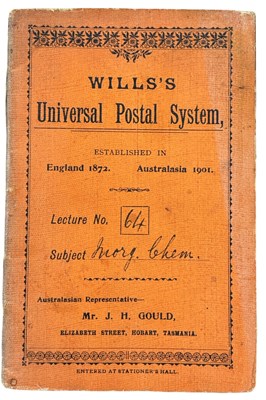 WILLS'S
Universal Postal System,
ESTABLISHED IN
England 1872. Australasia 1901.
Lecture No. 64
Subject Inorg. Chem.
Australasian Representative—
Mr. J. H. GOULD,
ELIZABETH STREET, HOBART, TASMANIA.
ENTERED AT STATIONER'S HALL.